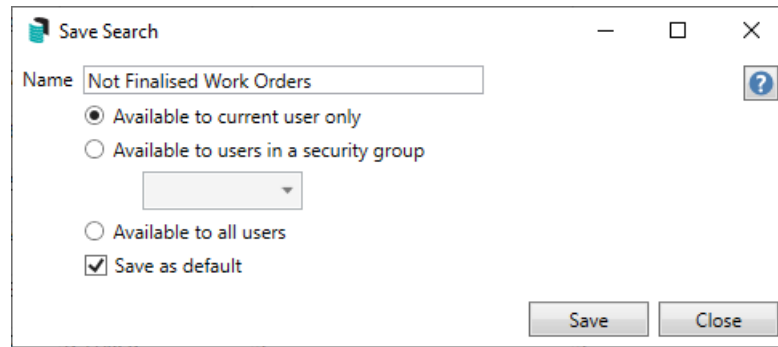 Save Search
Name Not Finalised Work Orders
?
Available to current user only
Available to users in a security group
Available to all users
Save as default
Save Close